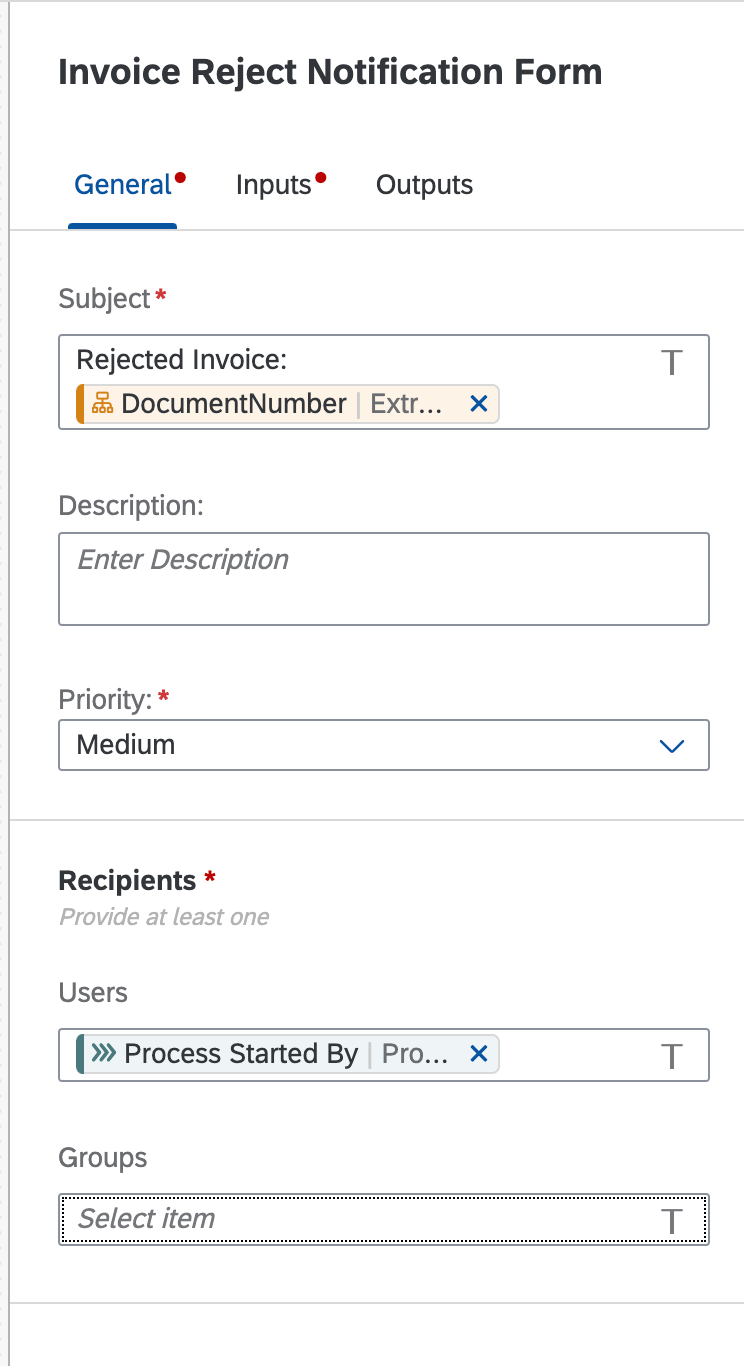 Invoice Reject Notification Form
General Inputs Outputs
Subject*
Rejected Invoice:
DocumentNumber | Extr...
Description:
Enter Description
Priority: *
Medium
Recipients *
Provide at least one
Users
Process Started By | Pro...
Groups
Select item